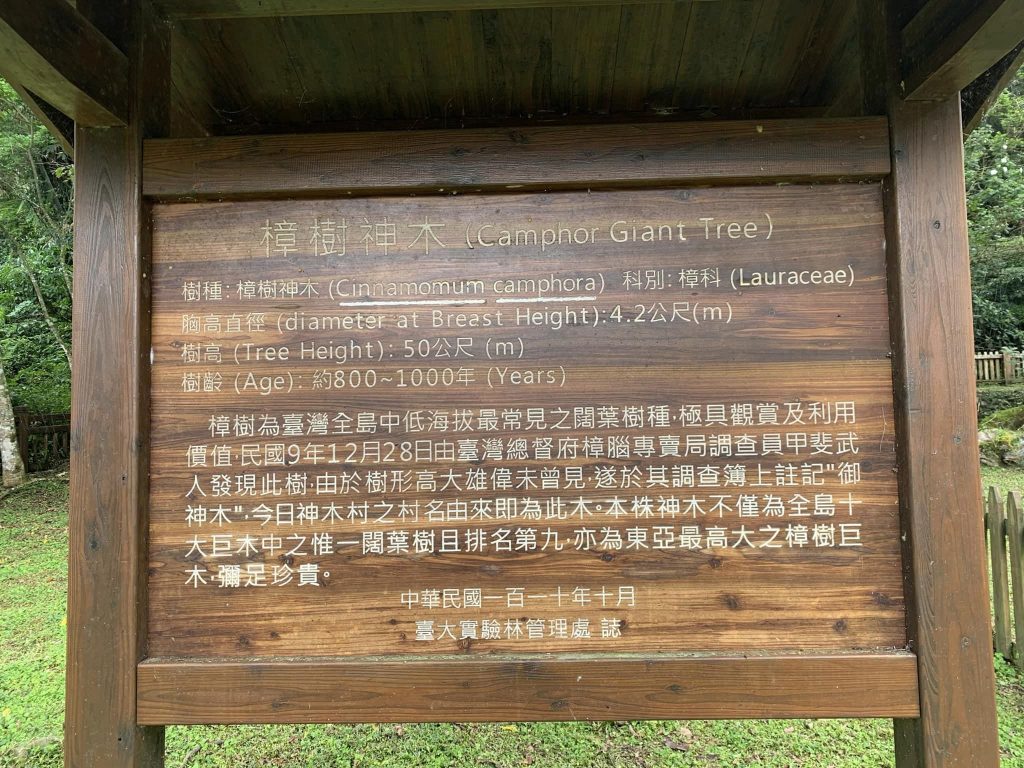 樟樹神木 (Camphor Giant Tree)
樹種: 樟樹神木 (Cinnamomum camphora) 科別: 樟科 (Lauraceae)
胸高直徑 (diameter at Breast Height):4.2公尺(m)
樹高 (Tree Height): 50公尺 (m)
樹齡 (Age): 約800~1000年 (Years)
樟樹為臺灣全島中低海拔最常見之闊葉樹種,極具觀賞及利用
價值,民國9年12月28日由臺灣總督府樟腦專賣局調查員甲斐武
人發現此樹,由於樹形高大雄偉未曾見,遂於其調查簿上註記"御
神木",今日神木村之村名由來即為此木。本株神木不僅為全島十
大巨木中之惟一闊葉樹且排名第九,亦為東亞最高大之樟樹巨
木,彌足珍貴。
中華民國一百一十年十月
臺大實驗林管理處 誌